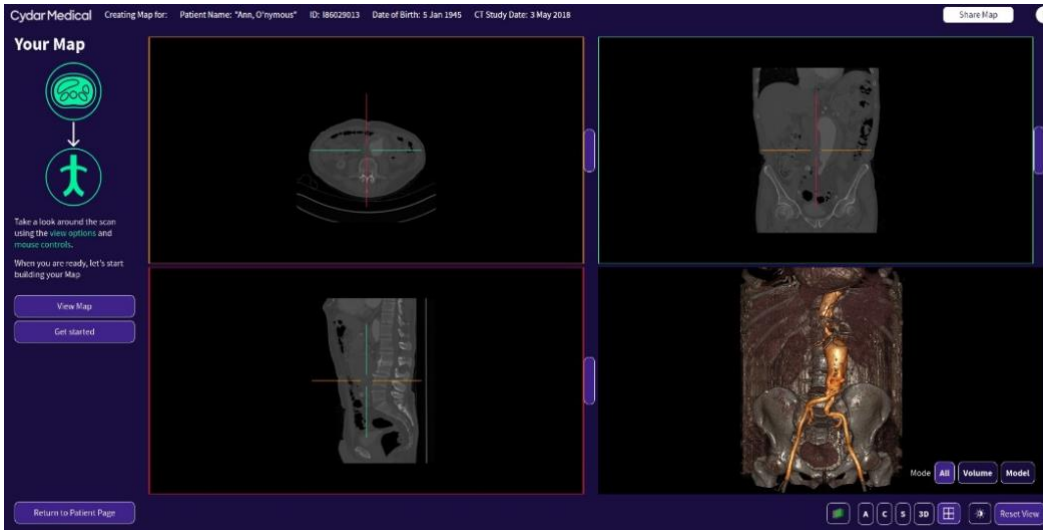 Cydar Medical Creating Map for: Patient Name: "Ann, O'nymous" ID: 186029013 Date of Birth: 5 Jan 1945 CT Study Date: 3 May 2018 Share Map
Your Map
Take a look around the scan
using the view options and
mouse controls.
When you are ready, let's start
building your Map
View Map
Get started
Mode All Volume Model
Return to Patient Page
A C S 3D Reset View